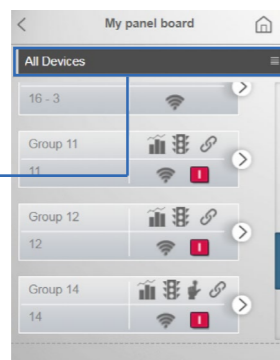 My panel board
All Devices
16 - 3
Group 11
11
I
Group 12
12
I
Group 14
14
I